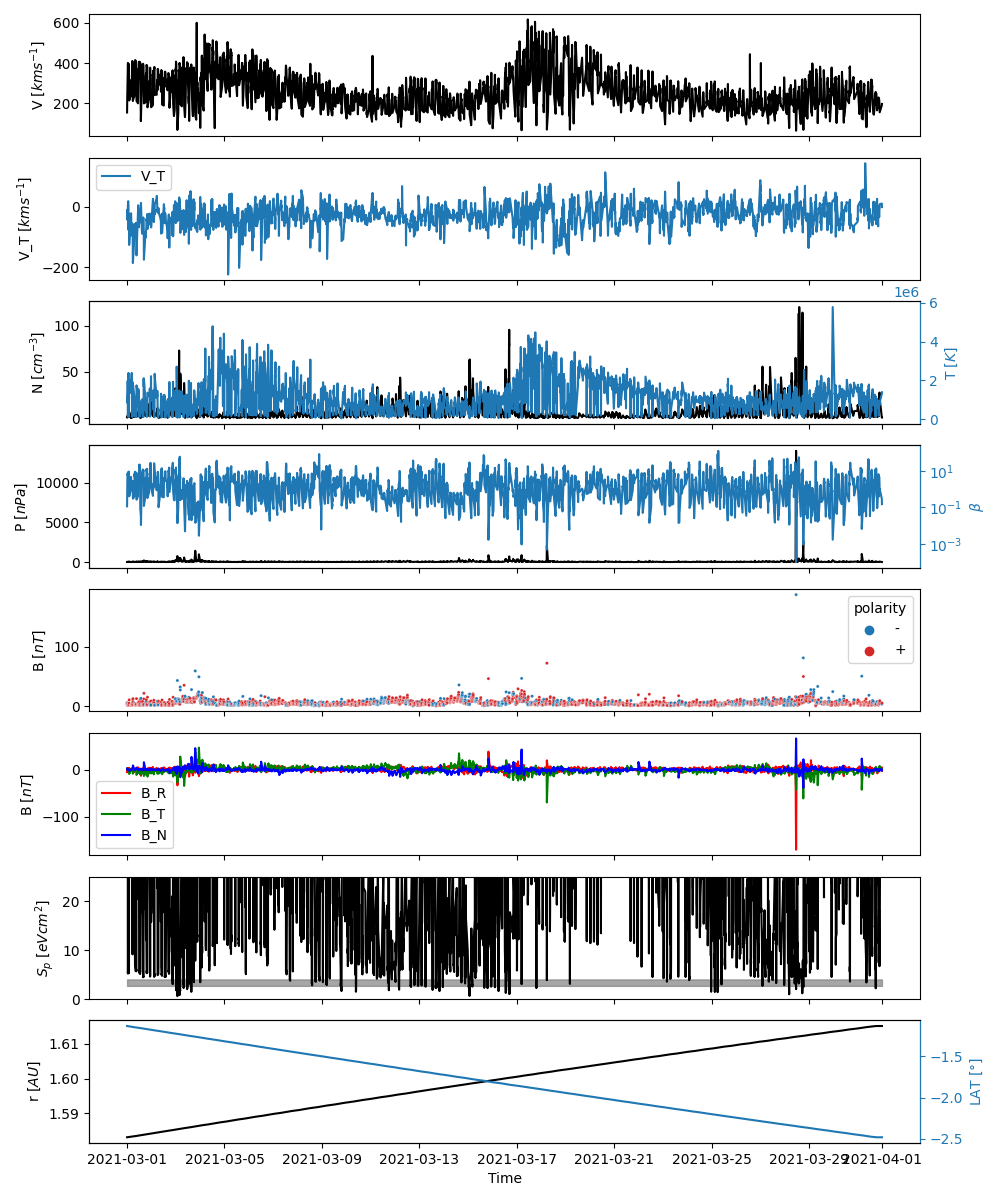 V [kms⁻¹]
600
400
200
V_T [kms⁻¹]
0
−200
V_T
N [cm⁻³]
100
50
0
1e6
6
4
2
0
T [K]
P [nPa]
10000
5000
0
10¹
10⁻¹
10⁻³
β
B [nT]
100
0
polarity
-
+
B [nT]
0
−100
B_R
B_T
B_N
Sₚ [eVcm²]
20
10
0
r [AU]
1.61
1.60
1.59
−1.5
−2.0
−2.5
LAT [°]
2021-03-01 2021-03-05 2021-03-09 2021-03-13 2021-03-17 2021-03-21 2021-03-25 2021-03-29 2021-04-01
Time